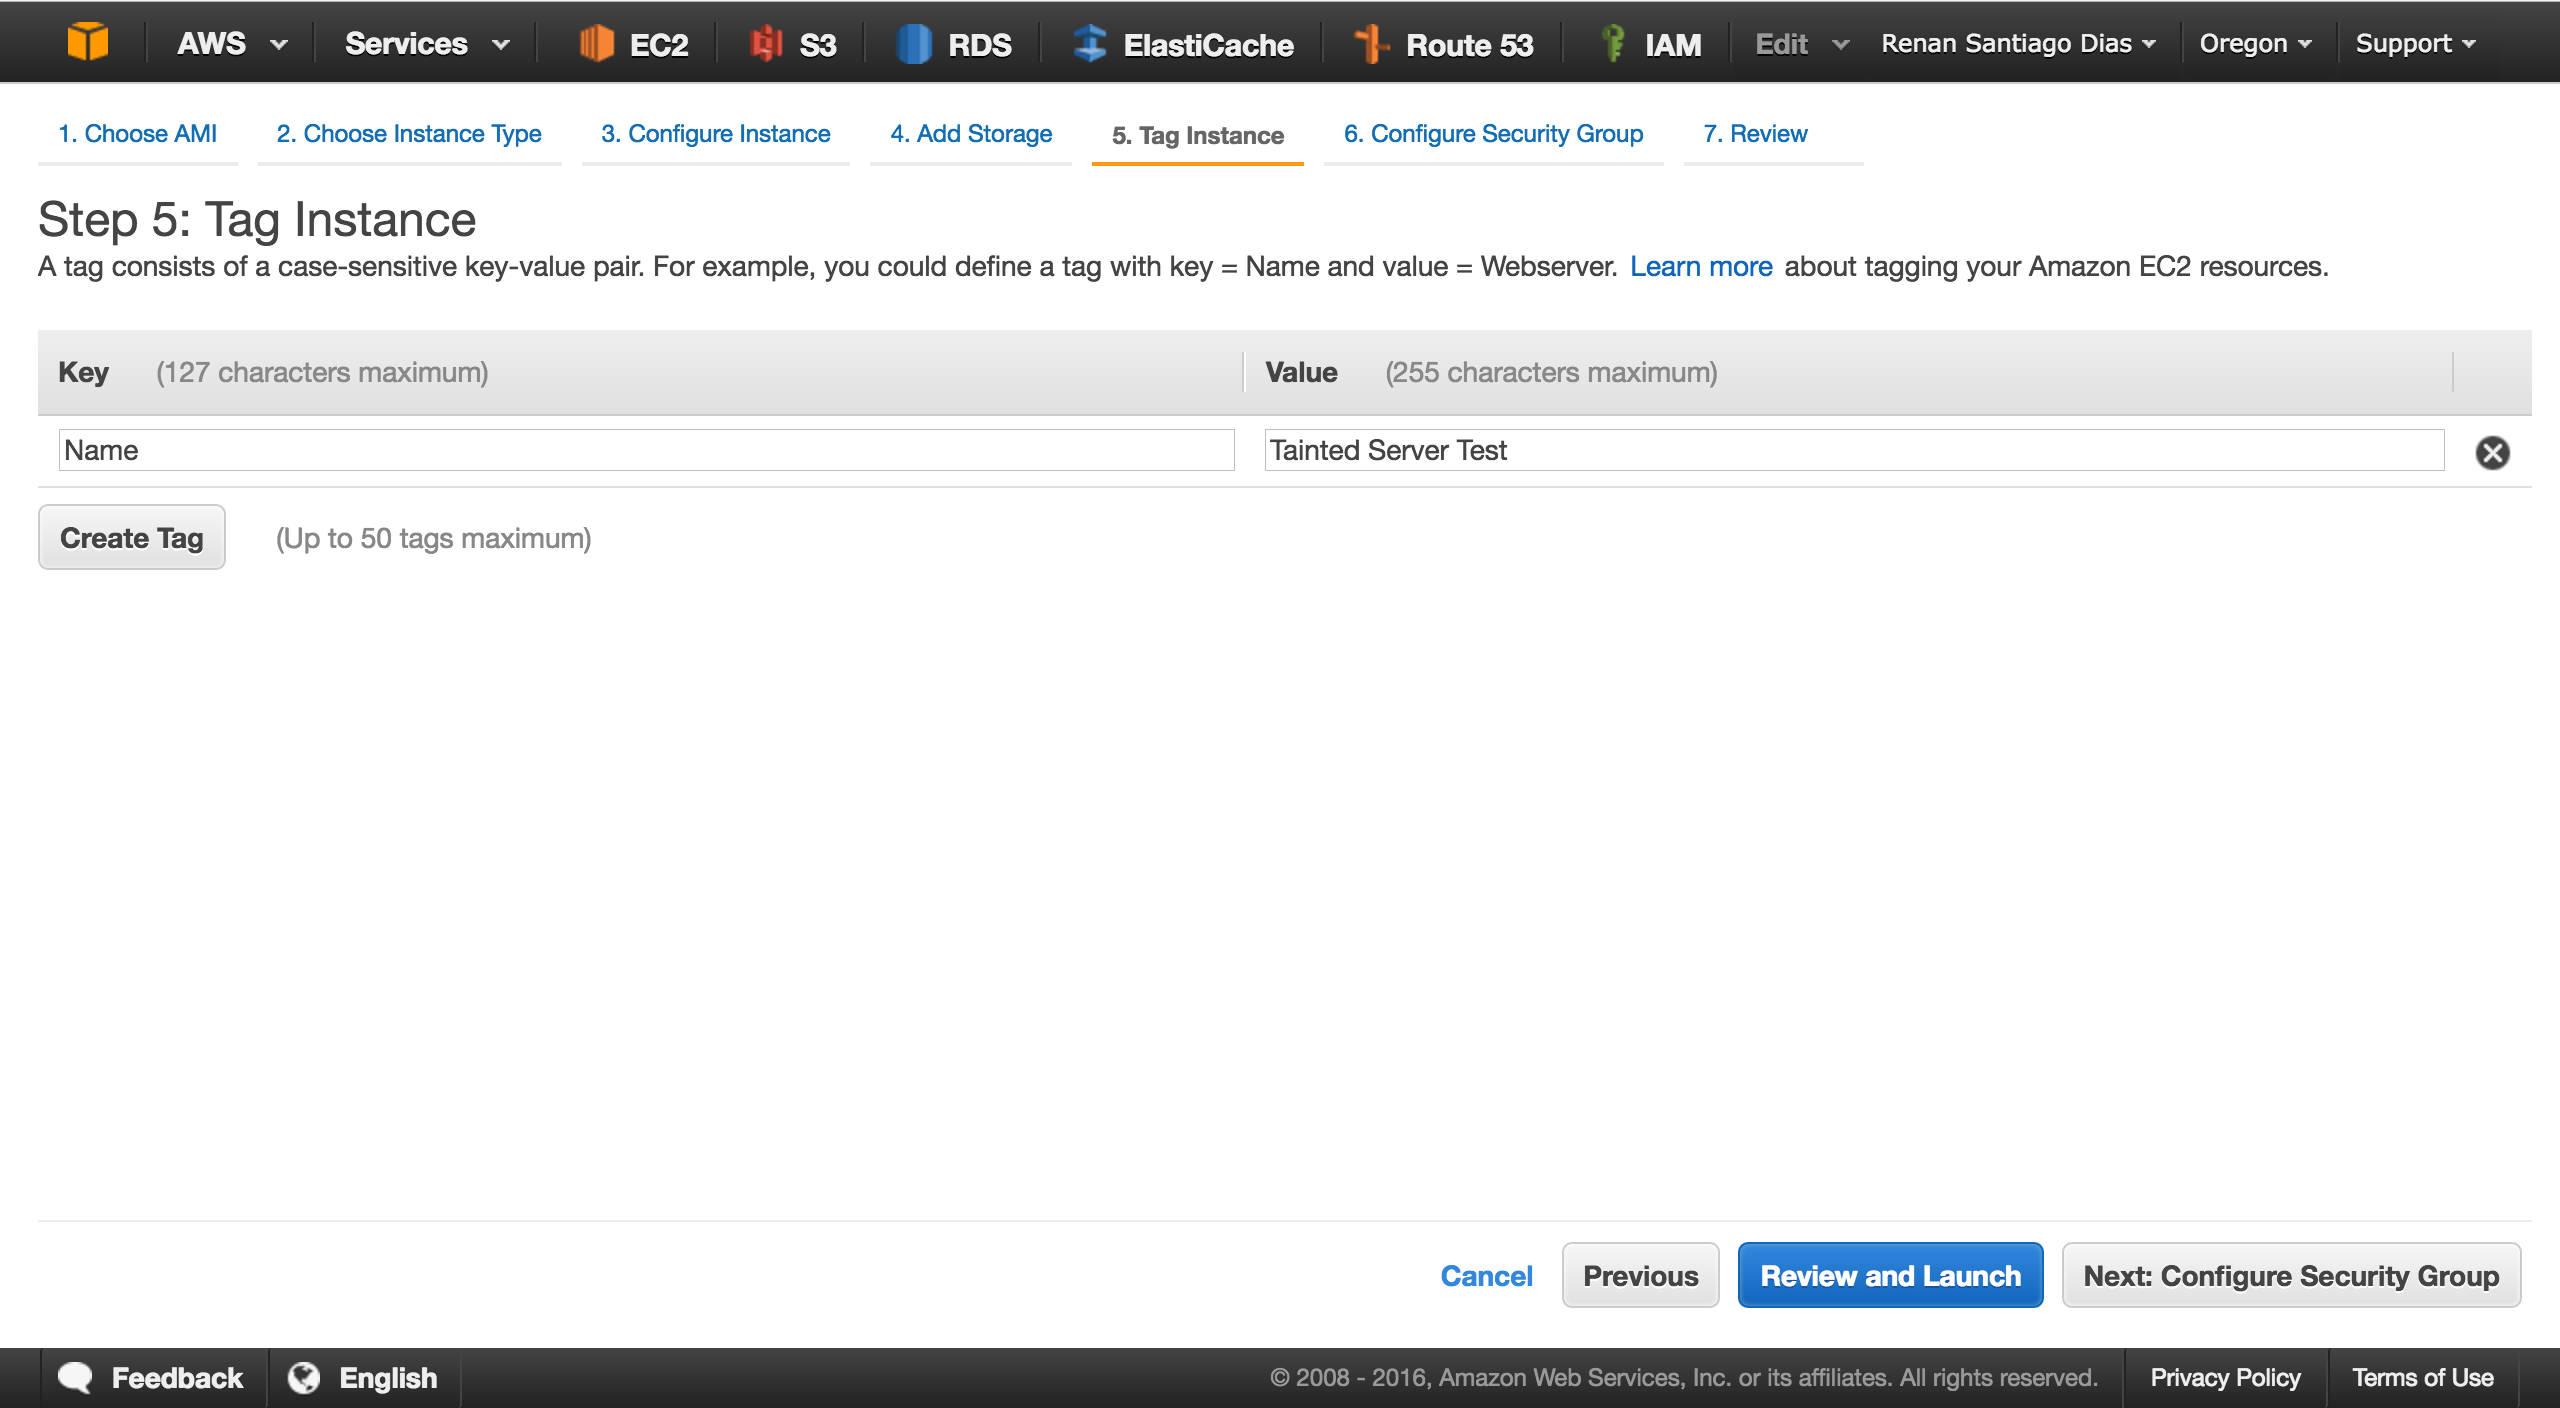 AWS Services EC2 S3 RDS ElastiCache Route 53 IAM Edit Renan Santiago Dias Oregon Support
1. Choose AMI 2. Choose Instance Type 3. Configure Instance 4. Add Storage 5. Tag Instance 6. Configure Security Group 7. Review
Step 5: Tag Instance
A tag consists of a case-sensitive key-value pair. For example, you could define a tag with key = Name and value = Webserver. Learn more about tagging your Amazon EC2 resources.
Key (127 characters maximum) Value (255 characters maximum)
Name Tainted Server Test
Create Tag (Up to 50 tags maximum)
Cancel Previous Review and Launch Next: Configure Security Group
Feedback English © 2008 - 2016, Amazon Web Services, Inc. or its affiliates. All rights reserved. Privacy Policy Terms of Use